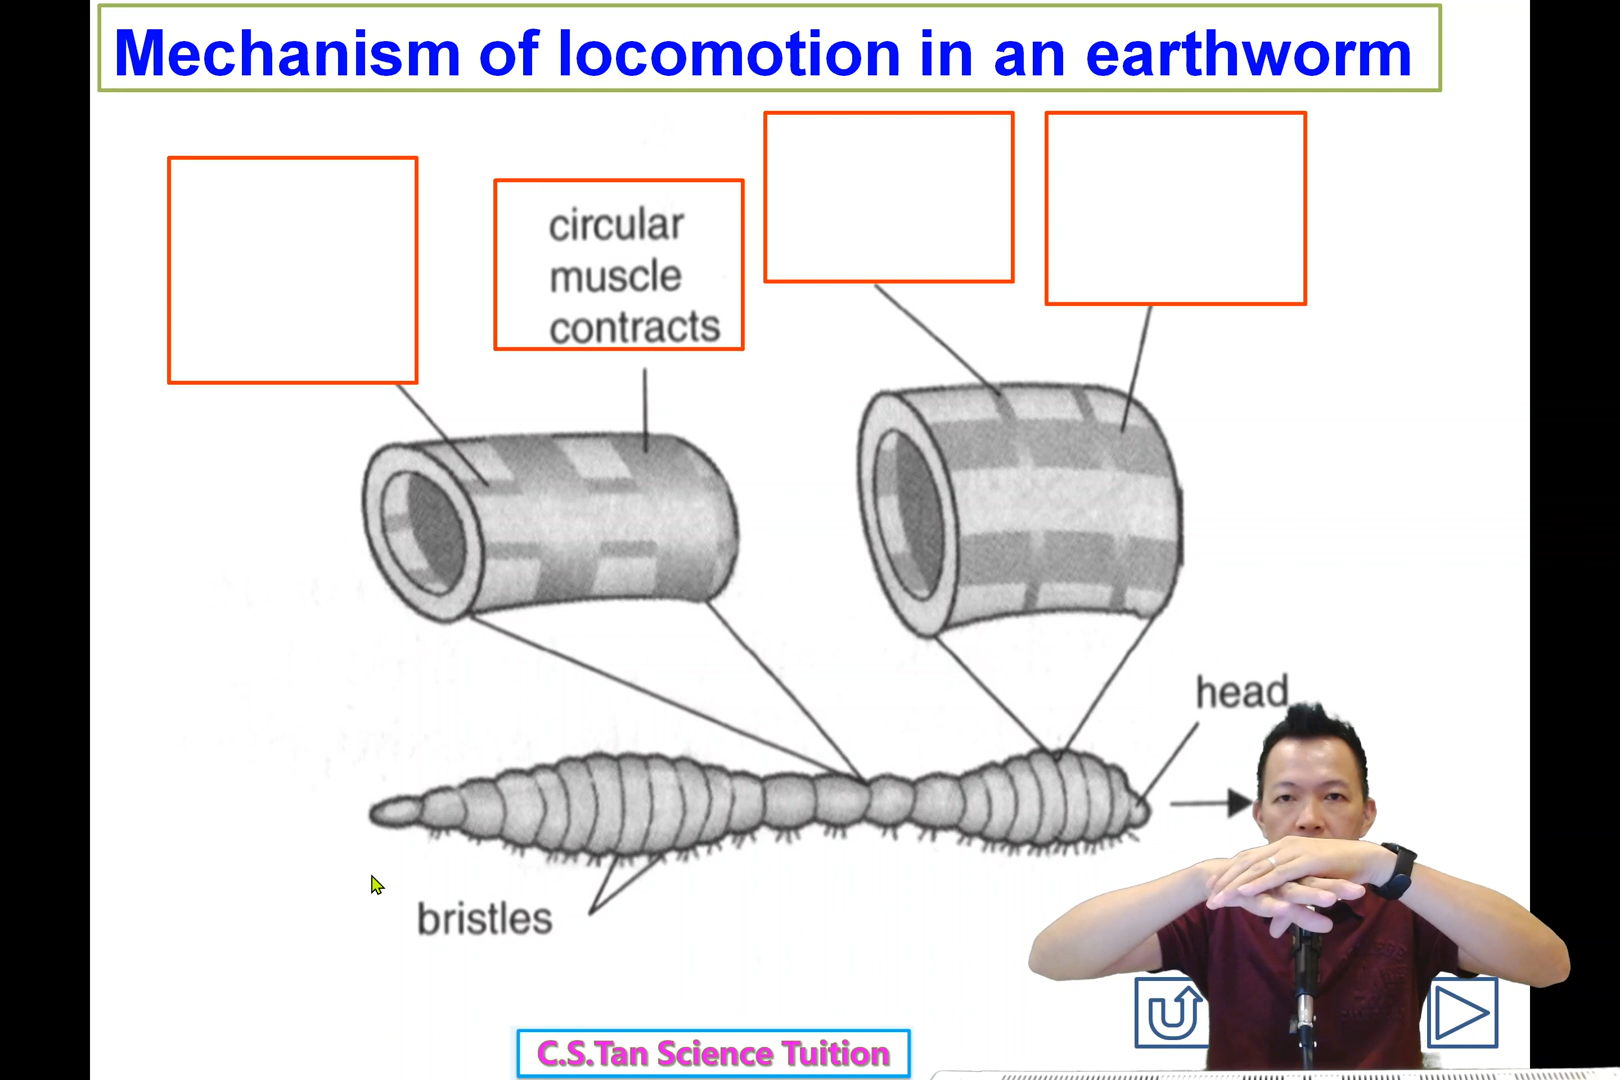 Mechanism of locomotion in an earthworm
circular
muscle
contracts
head
bristles
C.S.Tan Science Tuition